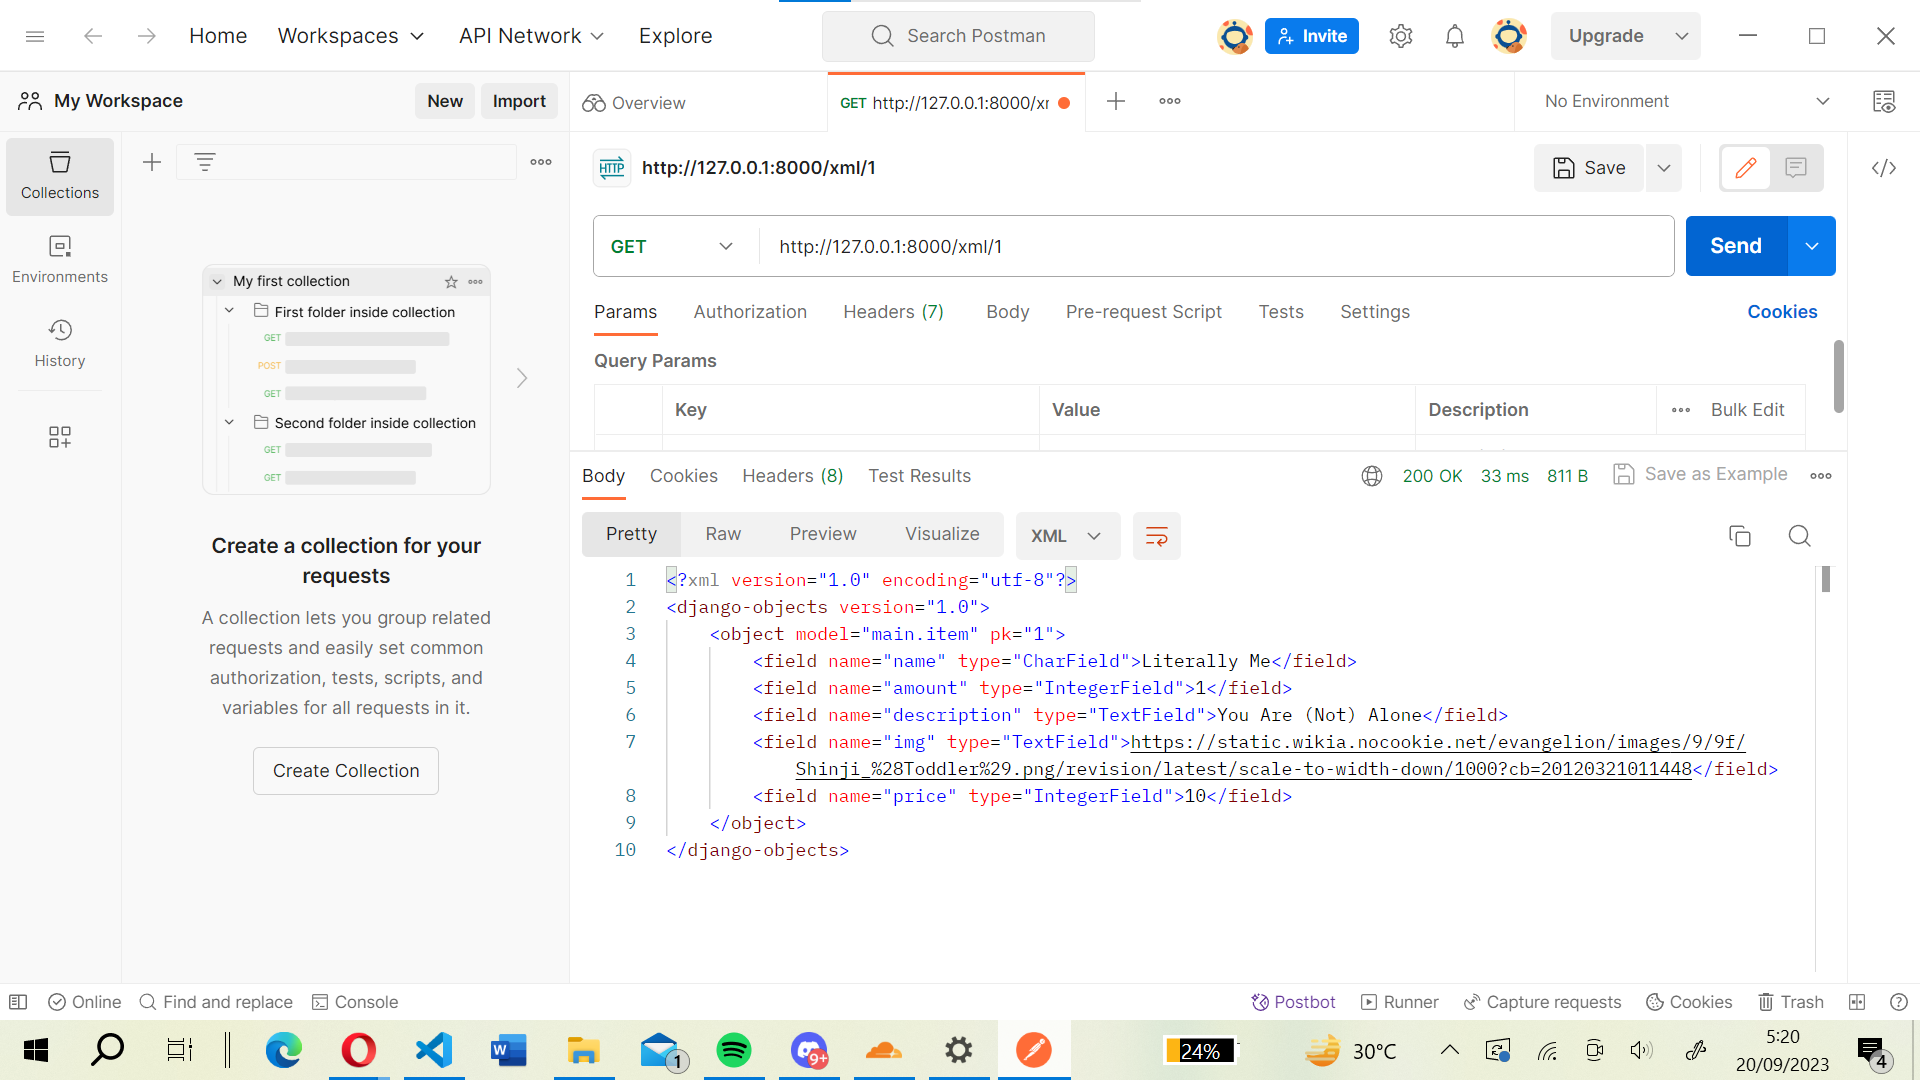 Home
Workspaces
API Network
Explore
Search Postman
Invite
Upgrade
My Workspace
New
Import
Overview
GET http://127.0.0.1:8000/xr
No Environment
Collections
Environments
History
My first collection
First folder inside collection
GET
POST
GET
Second folder inside collection
GET
GET
Create a collection for your
requests
A collection lets you group related
requests and easily set common
authorization, tests, scripts, and
variables for all requests in it.
Create Collection
HTTP
http://127.0.0.1:8000/xml/1
Save
GET
http://127.0.0.1:8000/xml/1
Send
Params
Authorization
Headers (7)
Body
Pre-request Script
Tests
Settings
Cookies
Query Params
Key
Value
Description
Bulk Edit
Body
Cookies
Headers (8)
Test Results
200 OK
33 ms
811 B
Save as Example
Pretty
Raw
Preview
Visualize
XML
1 <?xml version="1.0" encoding="utf-8"?>
2 <django-objects version="1.0">
3 <object model="main.item" pk="1">
4 <field name="name" type="CharField">Literally Me</field>
5 <field name="amount" type="IntegerField">1</field>
6 <field name="description" type="TextField">You Are (Not) Alone</field>
7 <field name="img" type="TextField">https://static.wikia.nocookie.net/evangelion/images/9/9f/
Shinji_%28Toddler%29.png/revision/latest/scale-to-width-down/1000?cb=20120321011448</field>
8 <field name="price" type="IntegerField">10</field>
9 </object>
10 </django-objects>
Online
Find and replace
Console
Postbot
Runner
Capture requests
Cookies
Trash
1
9+
24%
30°C
5:20
20/09/2023
4